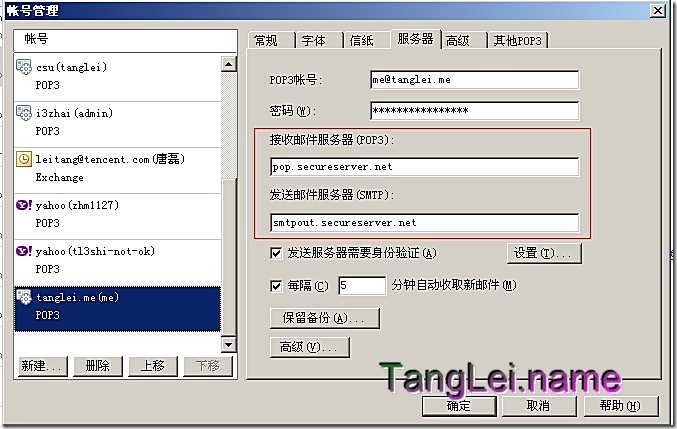 帐号管理
帐号
csu(tanglei)
POP3
i3zhai(admin)
POP3
leitang@tencent.com(唐磊)
Exchange
yahoo(zhm1127)
POP3
yahoo(tl3shi-not-ok)
POP3
tanglei.me(me)
POP3
新建...
删除
上移
下移
常规
字体
信纸
服务器
高级
其他POP3
POP3帐号:
me@tanglei.me
密码(W):
****************
接收邮件服务器(POP3):
pop.secureserver.net
发送邮件服务器(SMTP):
smtpout.secureserver.net
发送服务器需要身份验证(A)
设置(T)...
每隔(C)
5
分钟自动收取新邮件(M)
保留备份(A)...
高级(V)...
TangLei.name
确定
取消
帮助(H)